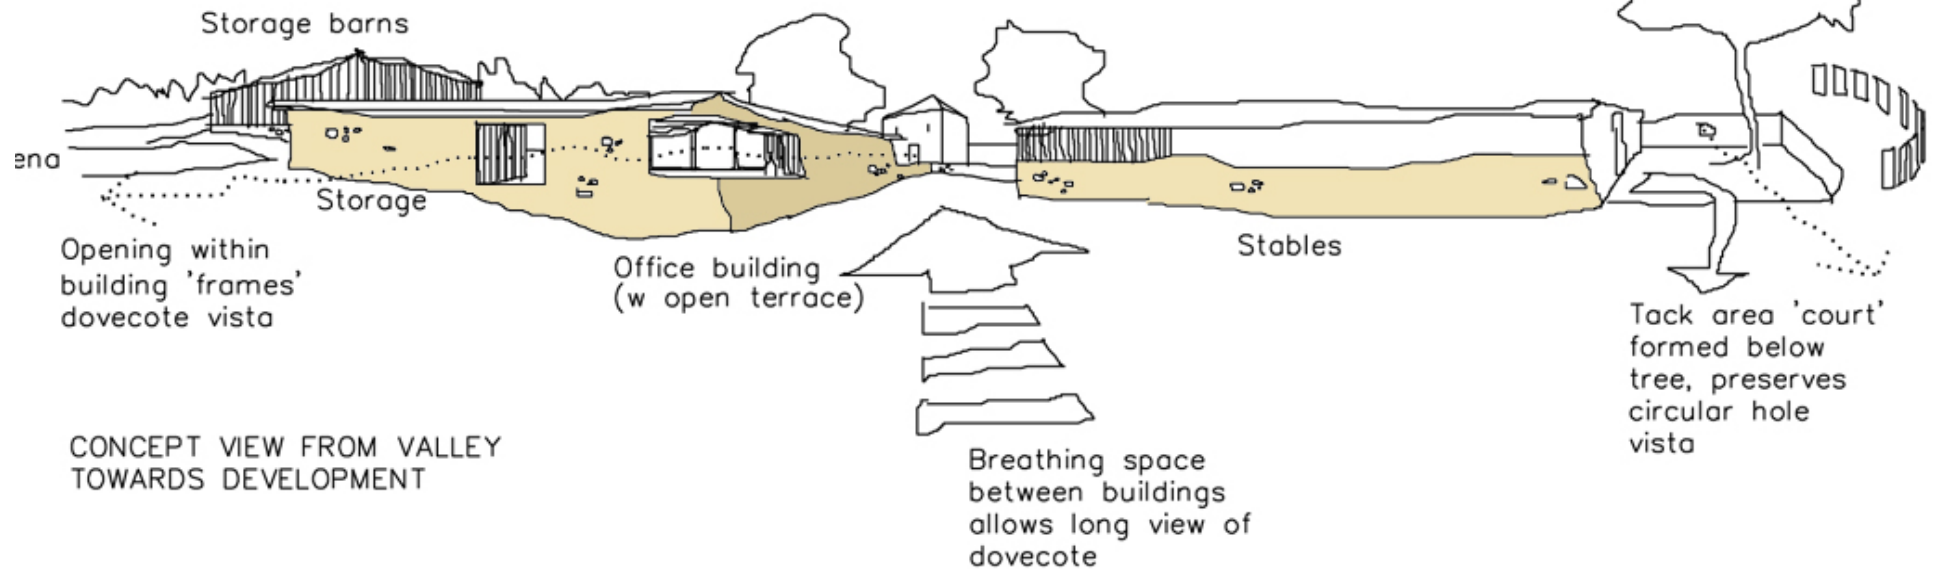 Storage barns
ena
Storage
Opening within
building 'frames'
dovecote vista
Office building
(w open terrace)
Stables
Tack area 'court'
formed below
tree, preserves
circular hole
vista
CONCEPT VIEW FROM VALLEY
TOWARDS DEVELOPMENT
Breathing space
between buildings
allows long view of
dovecote